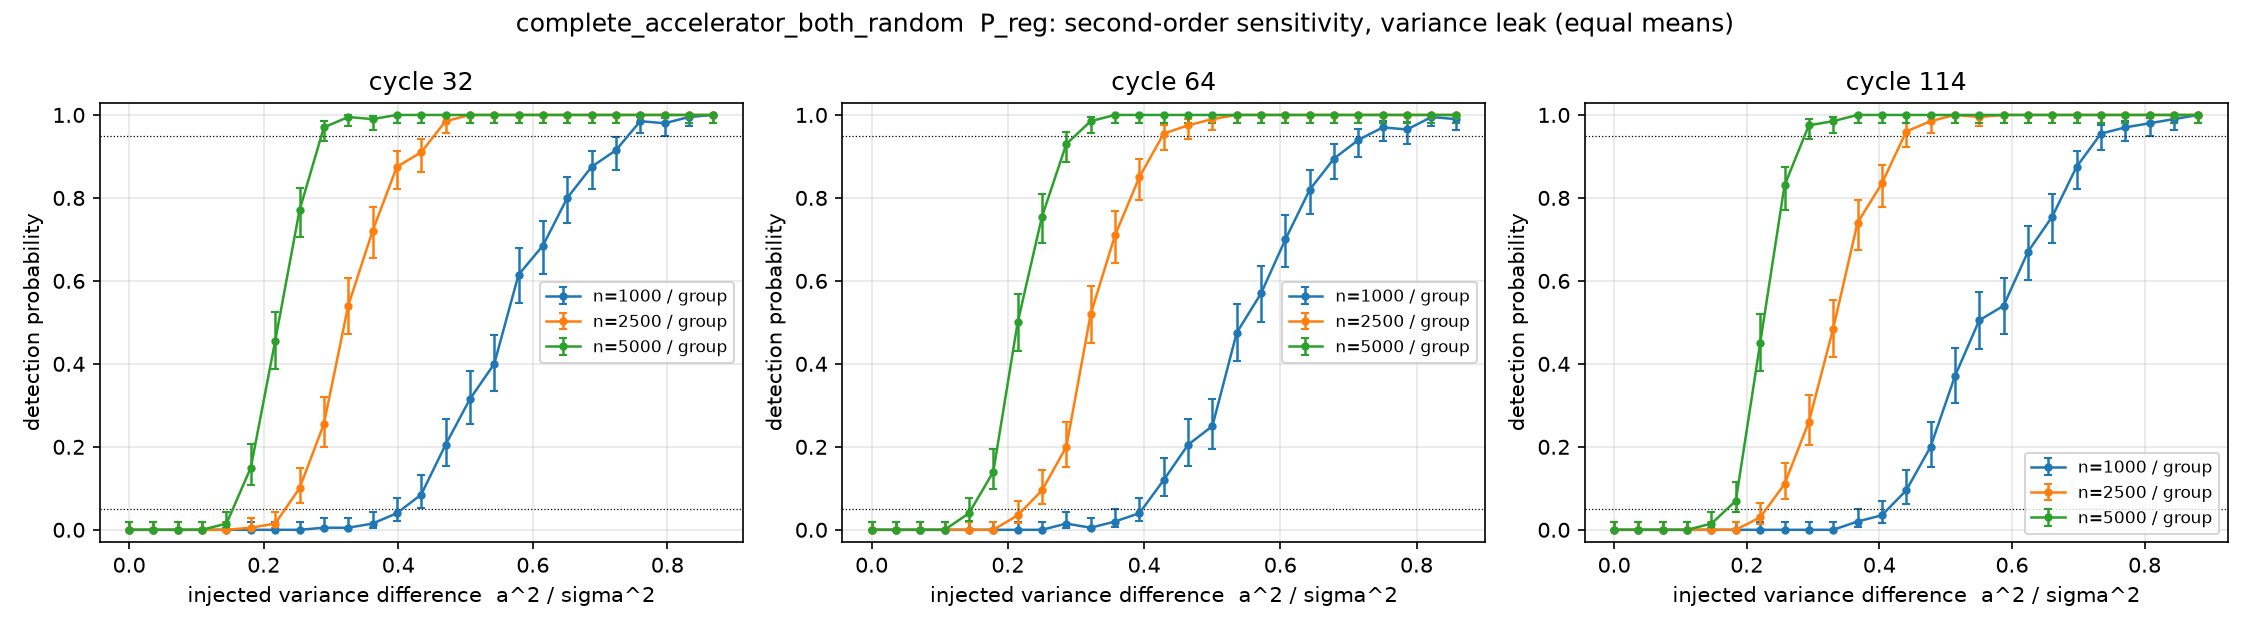 complete_accelerator_both_random  P_reg: second-order sensitivity, variance leak (equal means)
cycle 32
detection probability
1.0
0.8
0.6
0.4
0.2
0.0
n=1000 / group
n=2500 / group
n=5000 / group
0.0 0.2 0.4 0.6 0.8
injected variance difference  a^2 / sigma^2
cycle 64
detection probability
1.0
0.8
0.6
0.4
0.2
0.0
n=1000 / group
n=2500 / group
n=5000 / group
0.0 0.2 0.4 0.6 0.8
injected variance difference  a^2 / sigma^2
cycle 114
detection probability
1.0
0.8
0.6
0.4
0.2
0.0
n=1000 / group
n=2500 / group
n=5000 / group
0.0 0.2 0.4 0.6 0.8
injected variance difference  a^2 / sigma^2